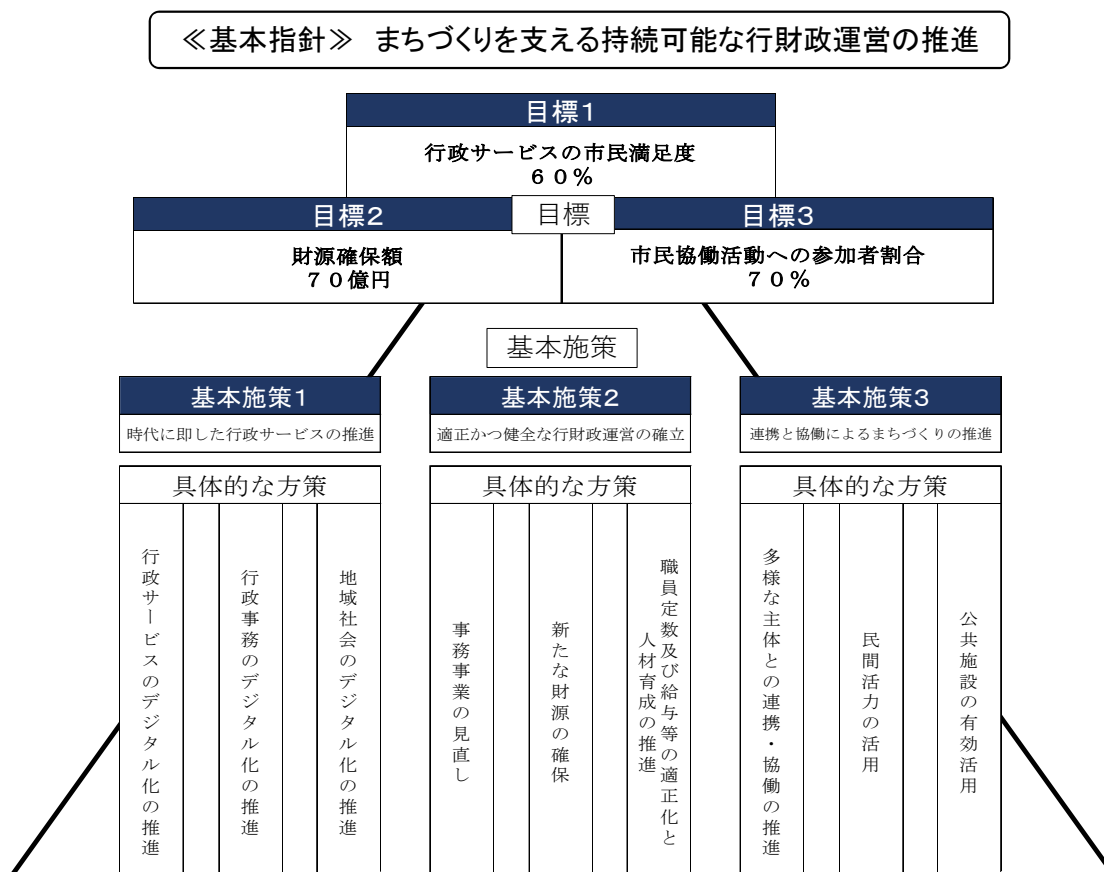 ≪基本指針≫ まちづくりを支える持続可能な行財政運営の推進
目標1
行政サービスの市民満足度
60%
目標
目標2
財源確保額
70億円
目標3
市民協働活動への参加者割合
70%
基本施策
基本施策1
時代に即した行政サービスの推進
具体的な方策
行政サービスのデジタル化の推進
行政事務のデジタル化の推進
地域社会のデジタル化の推進
基本施策2
適正かつ健全な行財政運営の確立
具体的な方策
事務事業の見直し
新たな財源の確保
職員定数及び給与等の適正化と
人材育成の推進
基本施策3
連携と協働によるまちづくりの推進
具体的な方策
多様な主体との連携・協働の推進
民間活力の活用
公共施設の有効活用